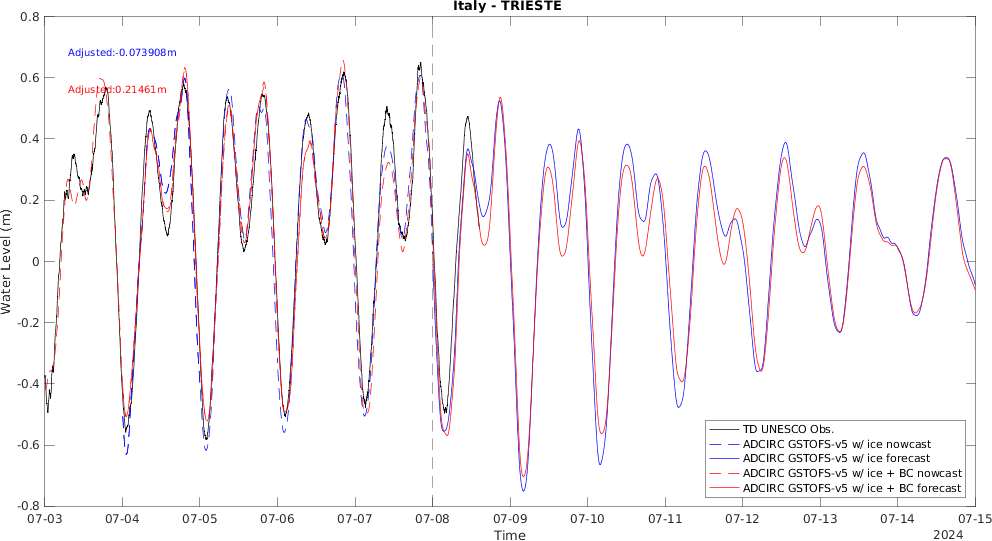 Italy - TRIESTE
Adjusted:-0.073908m
Adjusted:0.21461m
Water Level (m)
0.8
0.6
0.4
0.2
0
-0.2
-0.4
-0.6
-0.8
TD UNESCO Obs.
ADCIRC GSTOFS-v5 w/ ice nowcast
ADCIRC GSTOFS-v5 w/ ice forecast
ADCIRC GSTOFS-v5 w/ice + BC nowcast
ADCIRC GSTOFS-v5 w/ice + BC forecast
07-03 07-04 07-05 07-06 07-07 07-08 07-09 07-10 07-11 07-12 07-13 07-14 07-15
Time
2024